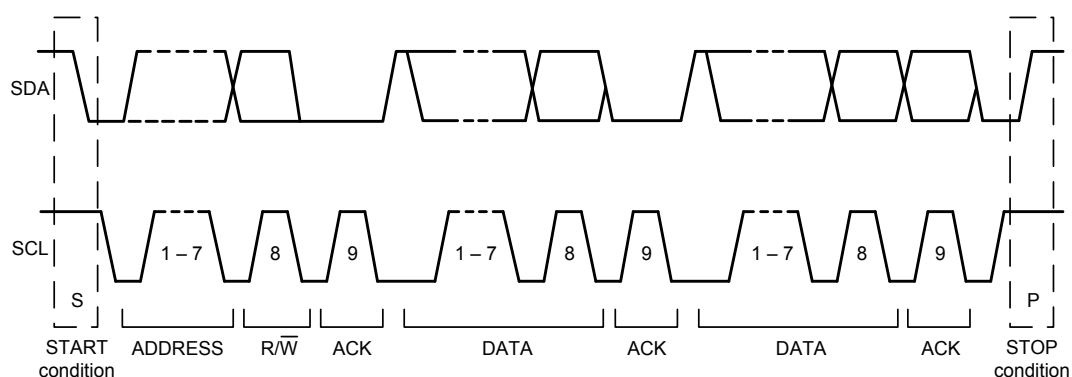 SDA
SCL
1 – 7
8
9
1 – 7
8
9
1 – 7
8
9
S
P
START
condition
ADDRESS
R/W̅
ACK
DATA
ACK
DATA
ACK
STOP
condition